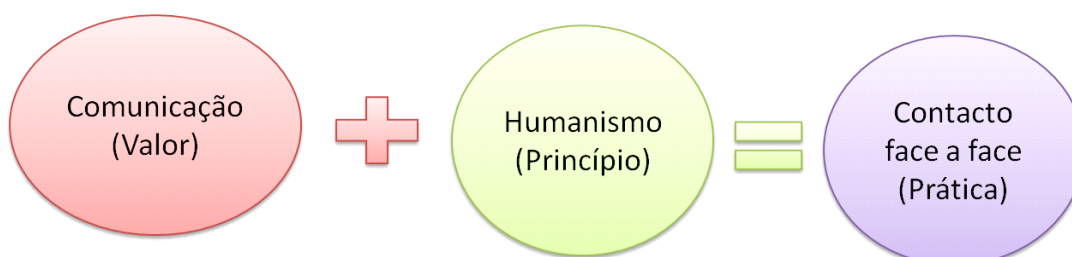 Comunicação
(Valor)
Humanismo
(Princípio)
Contacto
face a face
(Prática)